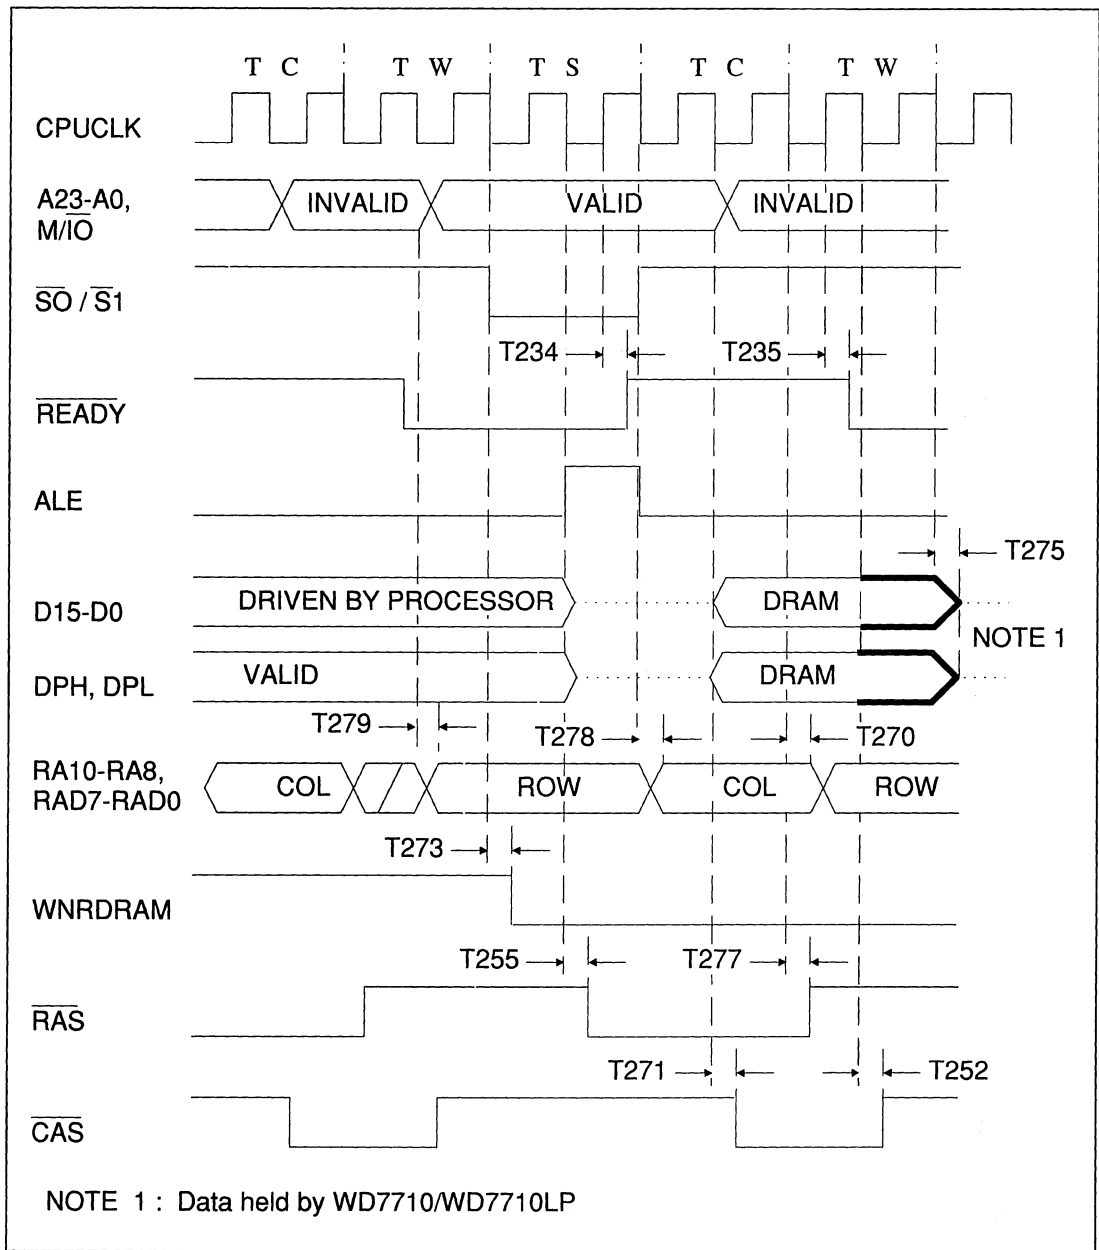 T C T W T S T C T W
CPUCLK
A23-A0,
M/IO
INVALID VALID INVALID
SO / S1
T234 T235
READY
ALE
T275
D15-D0 DRIVEN BY PROCESSOR DRAM
NOTE 1
DPH, DPL VALID DRAM
T279 T278 T270
RA10-RA8,
RAD7-RAD0
COL ROW COL ROW
T273
WNRDRAM
T255 T277
RAS
T271 T252
CAS
NOTE 1 : Data held by WD7710/WD7710LP